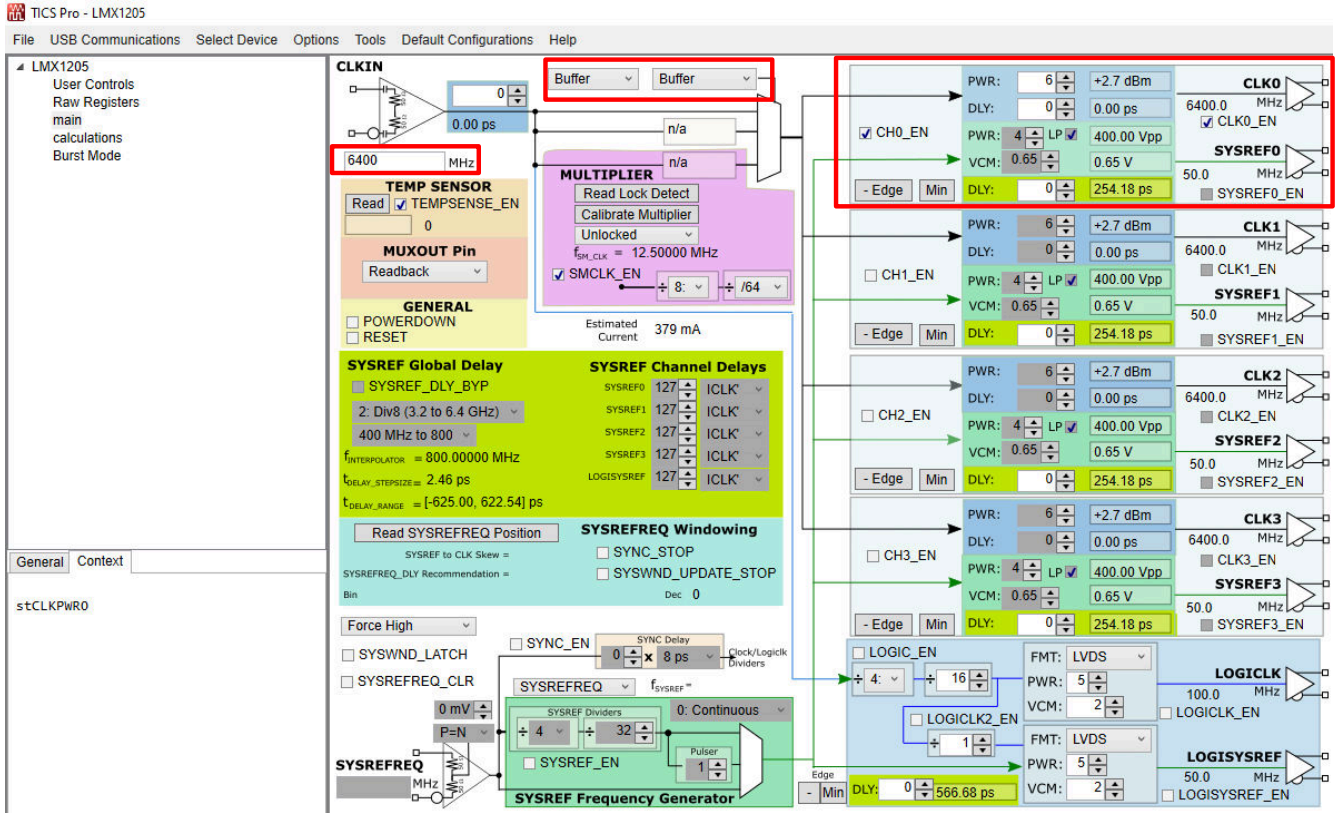 TICS Pro - LMX1205
File USB Communications Select Device Options Tools Default Configurations Help
LMX1205
User Controls
Raw Registers
main
calculations
Burst Mode
General Context
stCLKPWR0
CLKIN
0
0.00 ps
6400 MHz
Buffer Buffer
n/a
n/a
TEMP SENSOR
Read TEMPSENSE_EN
0
MUXOUT Pin
Readback
GENERAL
POWERDOWN
RESET
MULTIPLIER
Read Lock Detect
Calibrate Multiplier
Unlocked
fSM_CLK = 12.50000 MHz
SMCLK_EN
÷ 8: ÷ /64
Estimated Current 379 mA
SYSREF Global Delay
SYSREF_DLY_BYP
2: Div8 (3.2 to 6.4 GHz)
400 MHz to 800
fINTERPOLATOR = 800.00000 MHz
tDELAY_STEPSIZE = 2.46 ps
tDELAY_RANGE = [-625.00, 622.54] ps
SYSREF Channel Delays
SYSREF0 127 ICLK'
SYSREF1 127 ICLK'
SYSREF2 127 ICLK'
SYSREF3 127 ICLK'
LOGISYSREF 127 ICLK'
Read SYSREFREQ Position
SYSREF to CLK Skew =
SYSREFREQ_DLY Recommendation =
Bin Dec 0
SYSREFREQ Windowing
SYNC_STOP
SYSWND_UPDATE_STOP
Force High
SYSWND_LATCH
SYSREFREQ_CLR
SYNC_EN
SYNC Delay
0 x 8 ps
Clock/Logiclk
Dividers
SYSREFREQ fSYSREF =
0 mV
P=N
SYSREFREQ
MHz
SYSREF Dividers
÷ 4 ÷ 32
0: Continuous
SYSREF_EN
Pulser
1
SYSREF Frequency Generator
CH0_EN
- Edge Min
PWR: 6 +2.7 dBm
DLY: 0 0.00 ps
PWR: 4 LP 400.00 Vpp
VCM: 0.65 0.65 V
DLY: 0 254.18 ps
CLK0
6400.0 MHz
CLK0_EN
SYSREF0
50.0 MHz
SYSREF0_EN
CH1_EN
- Edge Min
PWR: 6 +2.7 dBm
DLY: 0 0.00 ps
PWR: 4 LP 400.00 Vpp
VCM: 0.65 0.65 V
DLY: 0 254.18 ps
CLK1
6400.0 MHz
CLK1_EN
SYSREF1
50.0 MHz
SYSREF1_EN
CH2_EN
- Edge Min
PWR: 6 +2.7 dBm
DLY: 0 0.00 ps
PWR: 4 LP 400.00 Vpp
VCM: 0.65 0.65 V
DLY: 0 254.18 ps
CLK2
6400.0 MHz
CLK2_EN
SYSREF2
50.0 MHz
SYSREF2_EN
CH3_EN
- Edge Min
PWR: 6 +2.7 dBm
DLY: 0 0.00 ps
PWR: 4 LP 400.00 Vpp
VCM: 0.65 0.65 V
DLY: 0 254.18 ps
CLK3
6400.0 MHz
CLK3_EN
SYSREF3
50.0 MHz
SYSREF3_EN
LOGIC_EN
÷ 4: ÷ 16
LOGICLK2_EN
÷ 1
FMT: LVDS
PWR: 5
VCM: 2
LOGICLK
100.0 MHz
LOGICLK_EN
FMT: LVDS
PWR: 5
VCM: 2
LOGISYSREF
50.0 MHz
LOGISYSREF_EN
Edge
- Min
DLY: 0 566.68 ps